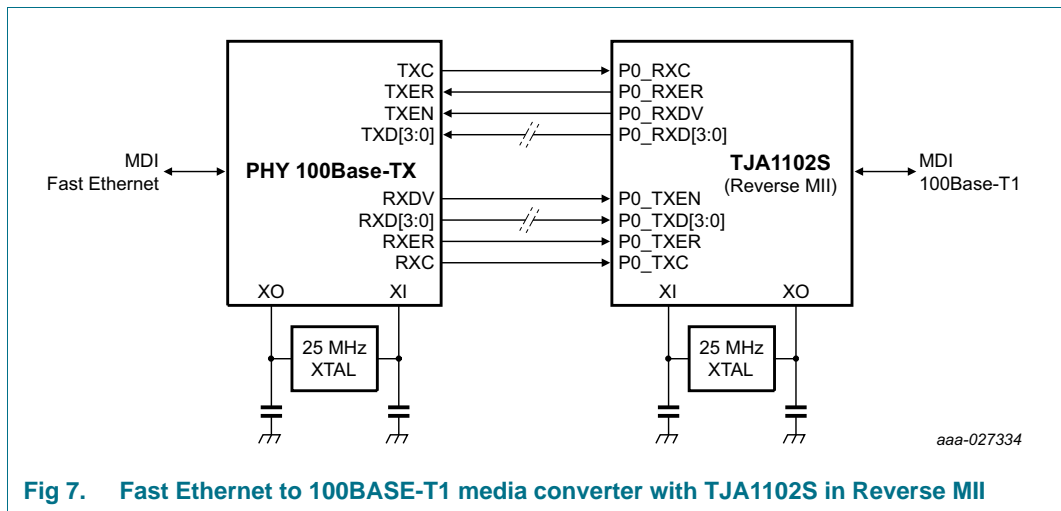 TXC
TXER
TXEN
TXD[3:0]
P0_RXC
P0_RXER
P0_RXDV
P0_RXD[3:0]
MDI
Fast Ethernet
PHY 100Base-TX
TJA1102S
(Reverse MII)
MDI
100Base-T1
RXDV
RXD[3:0]
RXER
RXC
P0_TXEN
P0_TXD[3:0]
P0_TXER
P0_TXC
XO
XI
XI
XO
25 MHz
XTAL
25 MHz
XTAL
aaa-027334
Fig 7. Fast Ethernet to 100BASE-T1 media converter with TJA1102S in Reverse MII